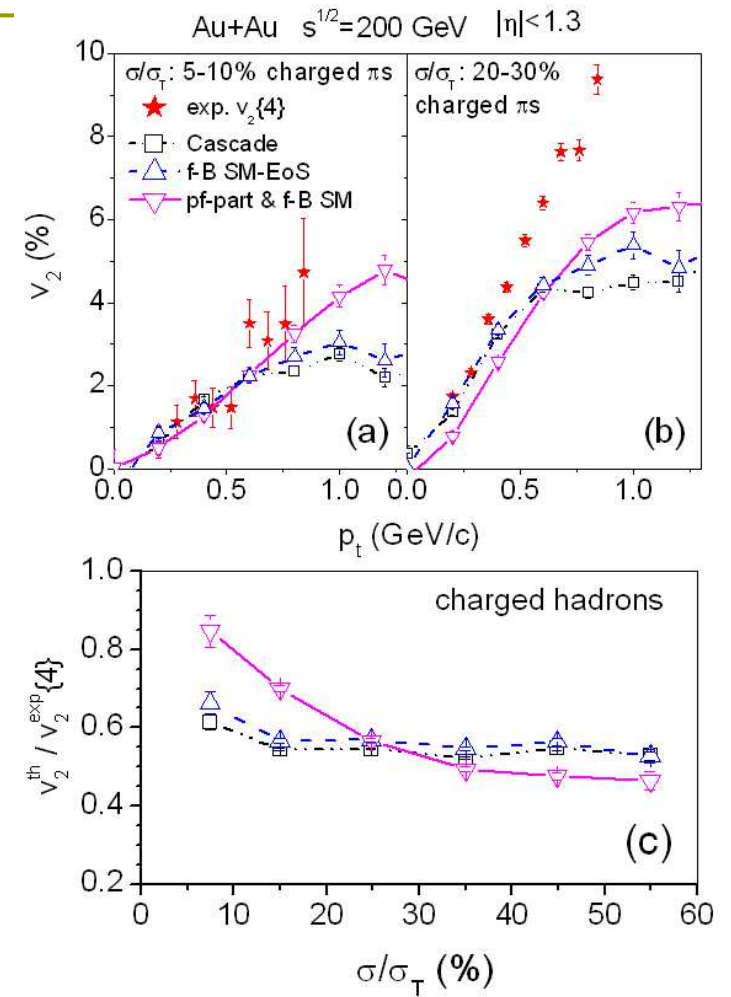 Au+Au s^{1/2}=200 GeV |η|<1.3
10
8
6
4
2
0
v_2 (%)
σ/σ_T: 5-10% charged πs
exp. v_2{4}
Cascade
f-B SM-EoS
pf-part & f-B SM
(a)
σ/σ_T: 20-30%
charged πs
(b)
0.0 0.5 1.0 0.0 0.5 1.0
p_t (GeV/c)
1.0
0.8
0.6
0.4
0.2
v_2^{th} / v_2^{exp}{4}
charged hadrons
(c)
0 10 20 30 40 50 60
σ/σ_T (%)